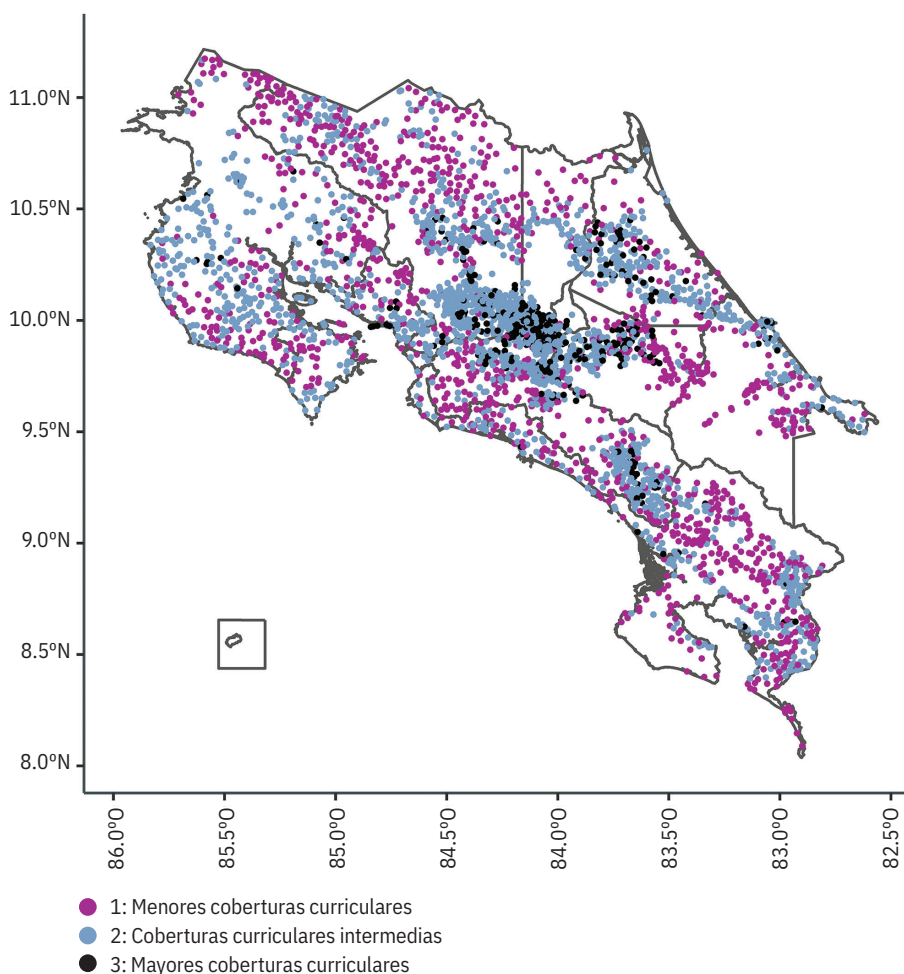 11.0ºN
10.5ºN
10.0ºN
9.5ºN
9.0ºN
8.5ºN
8.0ºN
86.0ºO
85.5ºO
85.0ºO
84.5ºO
84.0ºO
83.5ºO
83.0ºO
82.5ºO
1: Menores coberturas curriculares
2: Coberturas curriculares intermedias
3: Mayores coberturas curriculares